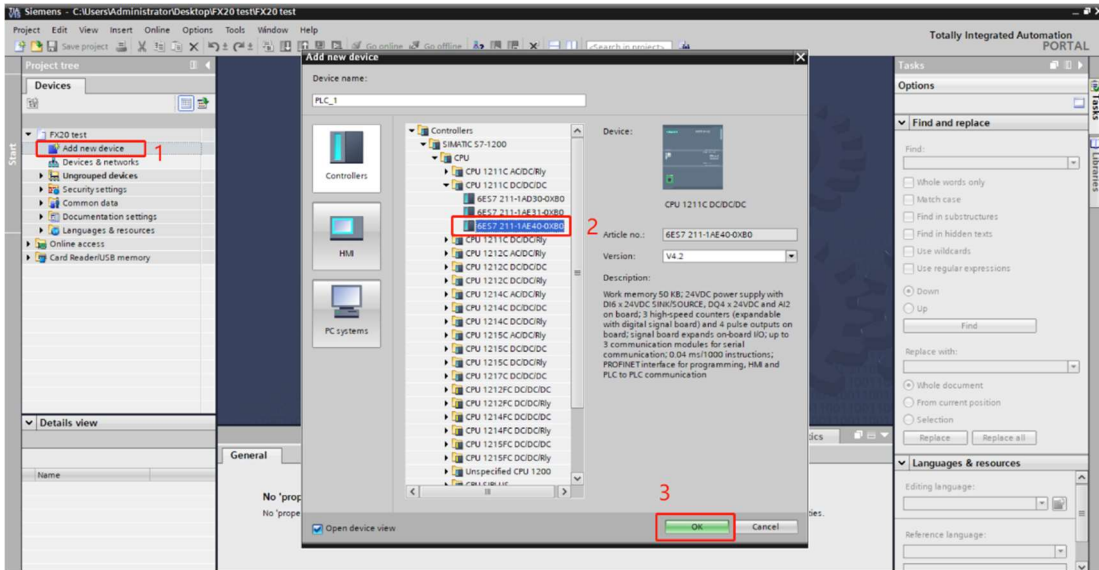 Siemens - C:\Users\Administrator\Desktop\FX20 test\FX20 test
Project Edit View Insert Online Options Tools Window Help
Totally Integrated Automation
PORTAL
Save project
Go online
Go offline
<Search in project>
Project tree
Devices
Start
FX20 test
Add new device
1
Devices & networks
Ungrouped devices
Security settings
Common data
Documentation settings
Languages & resources
Online access
Card Reader/USB memory
Details view
Name
General
No 'prop
No 'prope
ties.
tics
Add new device
Device name:
PLC_1
Controllers
HMI
PC systems
Controllers
SIMATIC S7-1200
CPU
CPU 1211C AC/DC/Rly
CPU 1211C DC/DC/DC
6ES7 211-1AD30-0XB0
6ES7 211-1AE31-0XB0
6ES7 211-1AE40-0XB0
2
CPU 1211C DC/DC/Rly
CPU 1212C AC/DC/Rly
CPU 1212C DC/DC/DC
CPU 1212C DC/DC/Rly
CPU 1214C AC/DC/Rly
CPU 1214C DC/DC/DC
CPU 1214C DC/DC/Rly
CPU 1215C AC/DC/Rly
CPU 1215C DC/DC/DC
CPU 1215C DC/DC/Rly
CPU 1217C DC/DC/DC
CPU 1212FC DC/DC/DC
CPU 1212FC DC/DC/Rly
CPU 1214FC DC/DC/DC
CPU 1214FC DC/DC/Rly
CPU 1215FC DC/DC/DC
CPU 1215FC DC/DC/Rly
Unspecified CPU 1200
CPU SIPLUS
Device:
CPU 1211C DC/DC/DC
Article no.: 6ES7 211-1AE40-0XB0
Version: V4.2
Description:
Work memory 50 KB; 24VDC power supply with
DI6 x 24VDC SINK/SOURCE, DQ4 x 24VDC and AI2
on board; 3 high-speed counters (expandable
with digital signal board) and 4 pulse outputs on
board; signal board expands on-board I/O; up to
3 communication modules for serial
communication; 0.04 ms/1000 instructions;
PROFINET interface for programming, HMI and
PLC to PLC communication
3
Open device view
OK
Cancel
Tasks
Options
Find and replace
Find:
Whole words only
Match case
Find in substructures
Find in hidden texts
Use wildcards
Use regular expressions
Down
Up
Find
Replace with:
Whole document
From current position
Selection
Replace
Replace all
Languages & resources
Editing language:
Reference language:
Tasks
Libraries